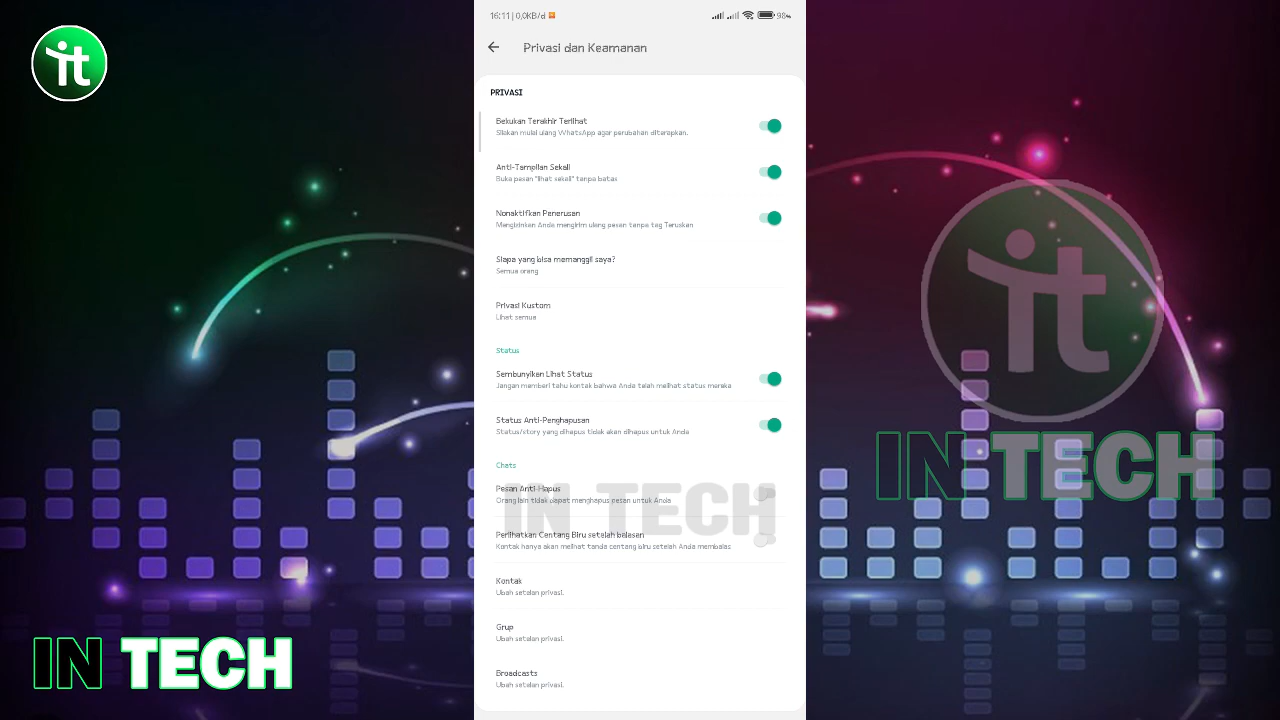 it
IN TECH
16:11 | 0,0KB/d
98%
Privasi dan Keamanan
PRIVASI
Bekukan Terakhir Terlihat
Silakan mulai ulang WhatsApp agar perubahan diterapkan.
Anti-Tampilan Sekali
Buka pesan "lihat sekali" tanpa batas
Nonaktifkan Penerusan
Mengizinkan Anda mengirim ulang pesan tanpa tag Teruskan
Siapa yang bisa memanggil saya?
Semua orang
Privasi Kustom
Lihat semua
Status
Sembunyikan Lihat Status
Jangan memberi tahu kontak bahwa Anda telah melihat status mereka
Status Anti-Penghapusan
Status/story yang dihapus tidak akan dihapus untuk Anda
Chats
Pesan Anti-Hapus
Orang lain tidak dapat menghapus pesan untuk Anda
Perlihatkan Centang Biru setelah balasan
Kontak hanya akan melihat tanda centang biru setelah Anda membalas
Kontak
Ubah setelan privasi.
Grup
Ubah setelan privasi.
Broadcasts
Ubah setelan privasi.
IN TECH
it
IN TECH